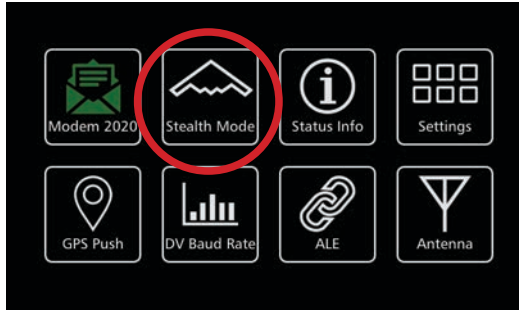 Modem 2020
Stealth Mode
Status Info
Settings
GPS Push
DV Baud Rate
ALE
Antenna